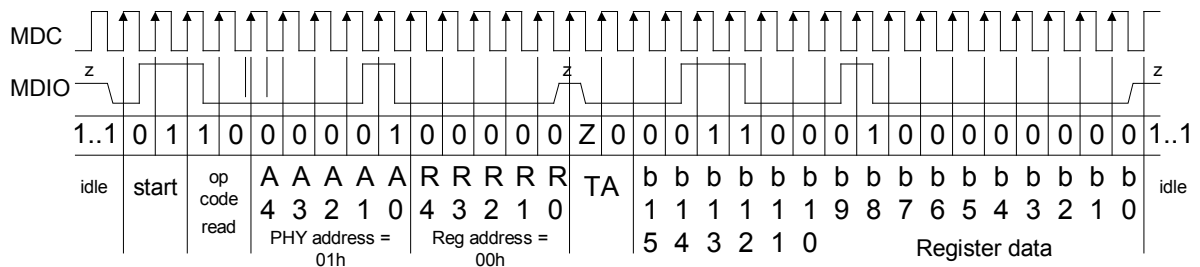 MDC
z z z
MDIO
1..1 0 1 1 0 0 0 0 0 1 0 0 0 0 0 Z 0 0 0 1 1 0 0 0 1 0 0 0 0 0 0 0 0 1..1
idle start op code read A A A A A R R R R R TA b b b b b b b b b b b b b b b b idle
4 3 2 1 0 4 3 2 1 0 1 1 1 1 1 1 9 8 7 6 5 4 3 2 1 0
5 4 3 2 1 0
PHY address =
01h
Reg address =
00h
Register data